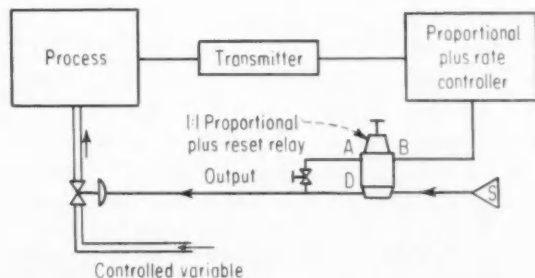 Process
Transmitter
Proportional
plus rate
controller
1:1 Proportional
plus reset relay
A
B
D
Output
S
Controlled variable